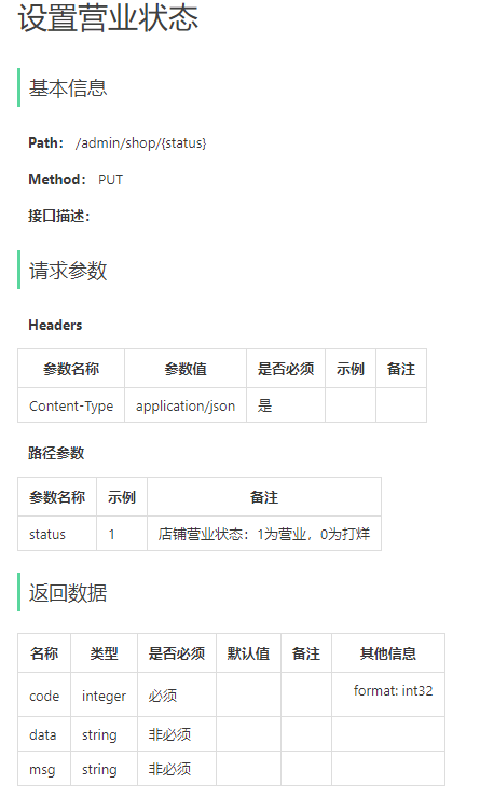 设置营业状态
基本信息
Path: /admin/shop/{status}
Method: PUT
接口描述:
请求参数
Headers
参数名称 参数值 是否必须 示例 备注
Content-Type application/json 是
路径参数
参数名称 示例 备注
status 1 店铺营业状态：1为营业，0为打烊
返回数据
名称 类型 是否必须 默认值 备注 其他信息
code integer 必须 format: int32
data string 非必须
msg string 非必须